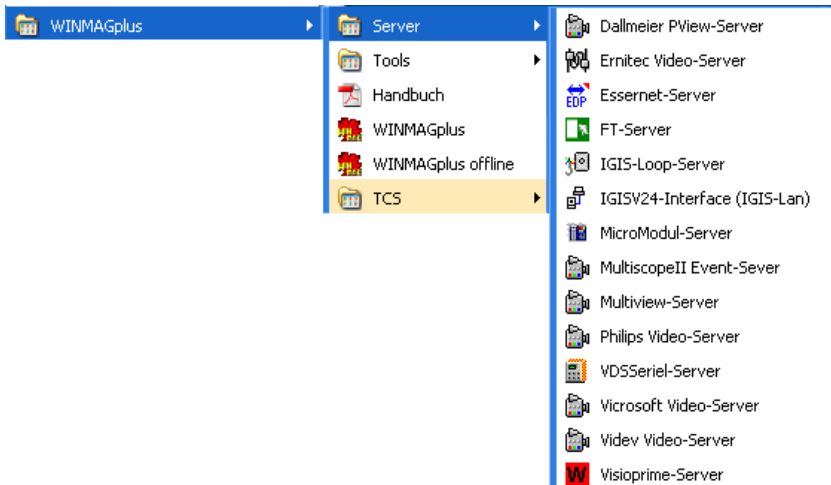 WINMAGplus
Server
Tools
Handbuch
WINMAGplus
WINMAGplus offline
TCS
Dallmeier PView-Server
Ernitec Video-Server
EDP
Essernet-Server
FT-Server
IGIS-Loop-Server
IGISV24-Interface (IGIS-Lan)
MicroModul-Server
MultiscopeII Event-Sever
Multiview-Server
Philips Video-Server
VDSSeriel-Server
Vicrosoft Video-Server
Videv Video-Server
W Visioprime-Server